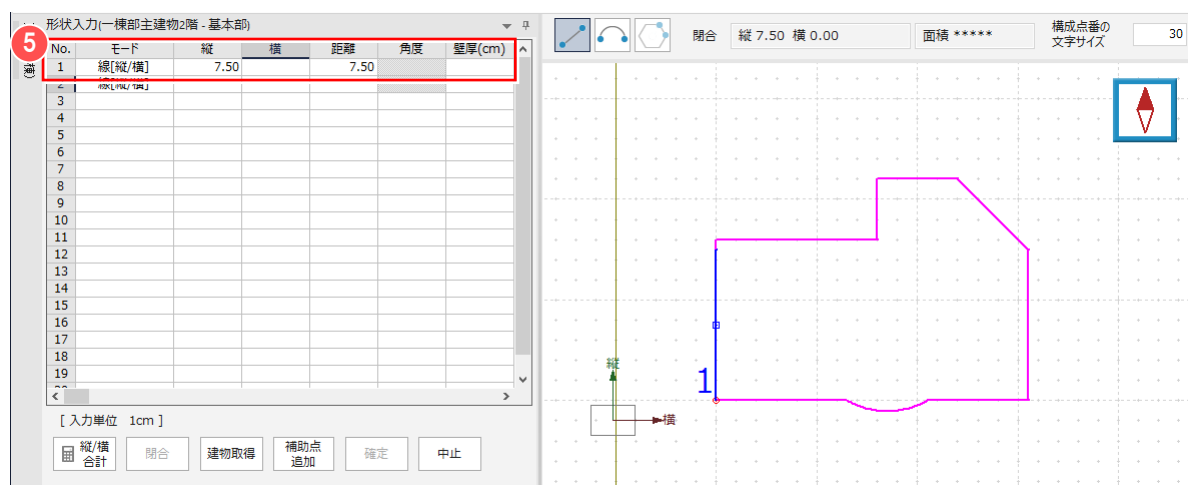 形状入力(一棟部主建物2階 - 基本部)
5
No. モード 縦 横 距離 角度 壁厚(cm)
1 線[縦/横] 7.50 7.50
2 線[縦/横]
3
4
5
6
7
8
9
10
11
12
13
14
15
16
17
18
19
[ 入力単位 1cm ]
縦/横
合計
閉合
建物取得
補助点
追加
確定
中止
閉合 縦 7.50 横 0.00
面積 *****
構成点番の
文字サイズ
30
縦
横
1